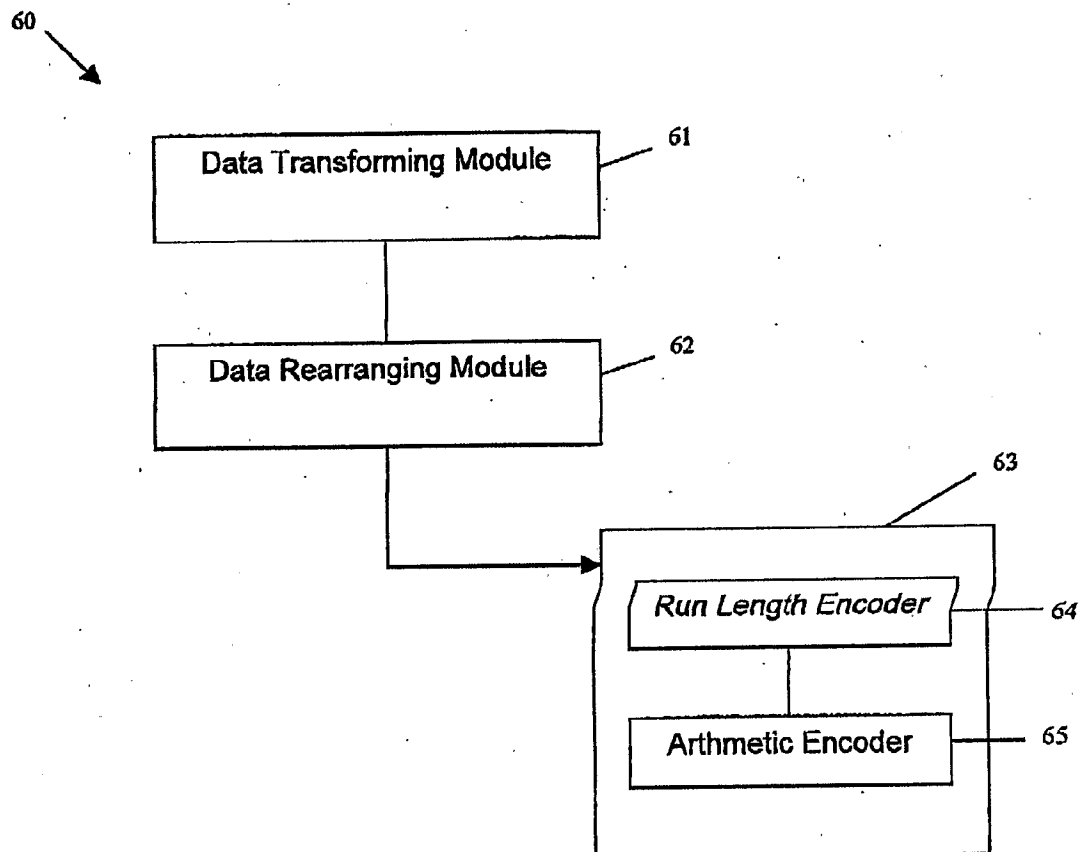 60
Data Transforming Module
61
Data Rearranging Module
62
63
Run Length Encoder
64
Arthmetic Encoder
65